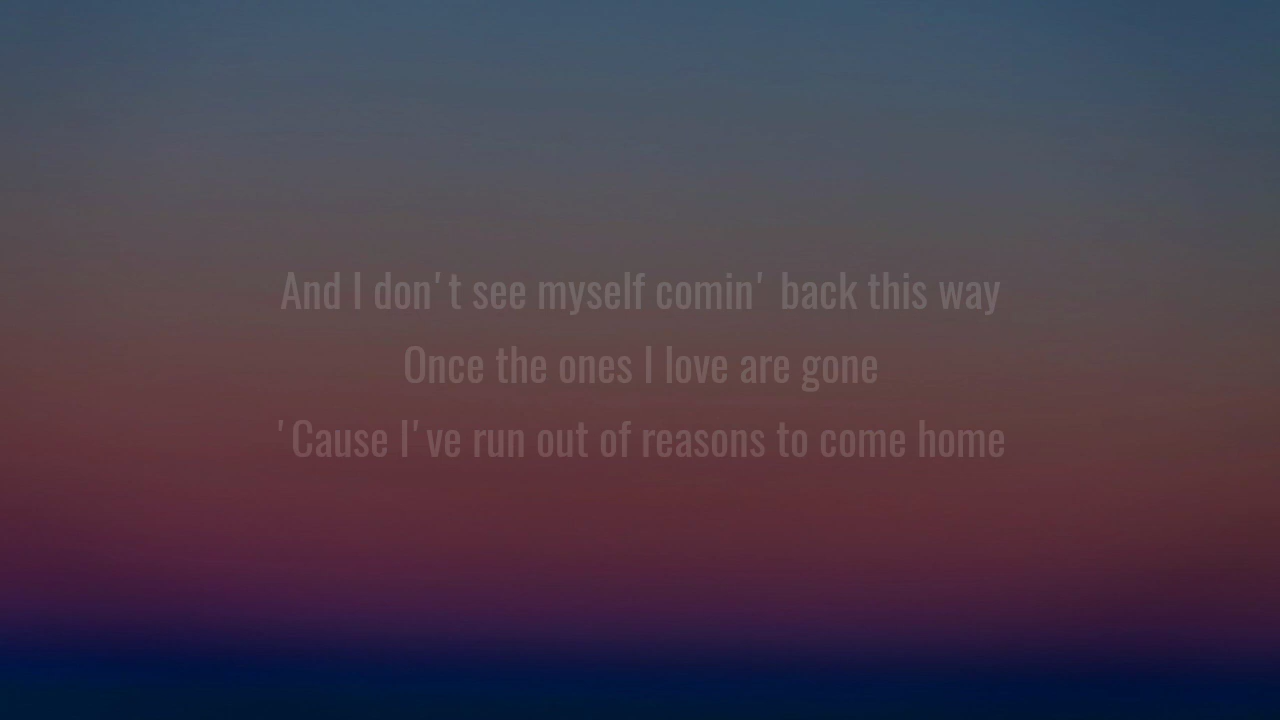 And I don't see myself comin' back this way
Once the ones I love are gone
'Cause I've run out of reasons to come home